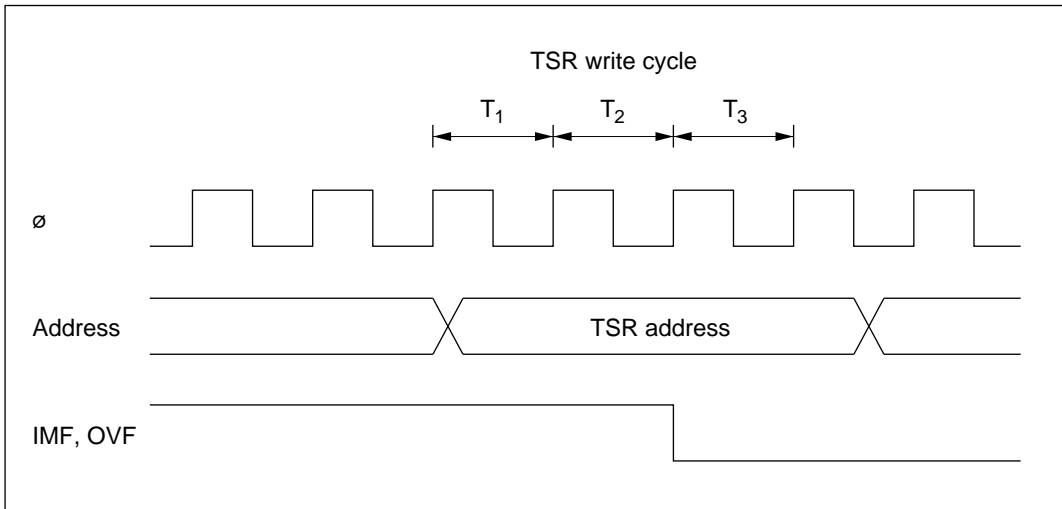 TSR write cycle
T1 T2 T3
ø
Address TSR address
IMF, OVF